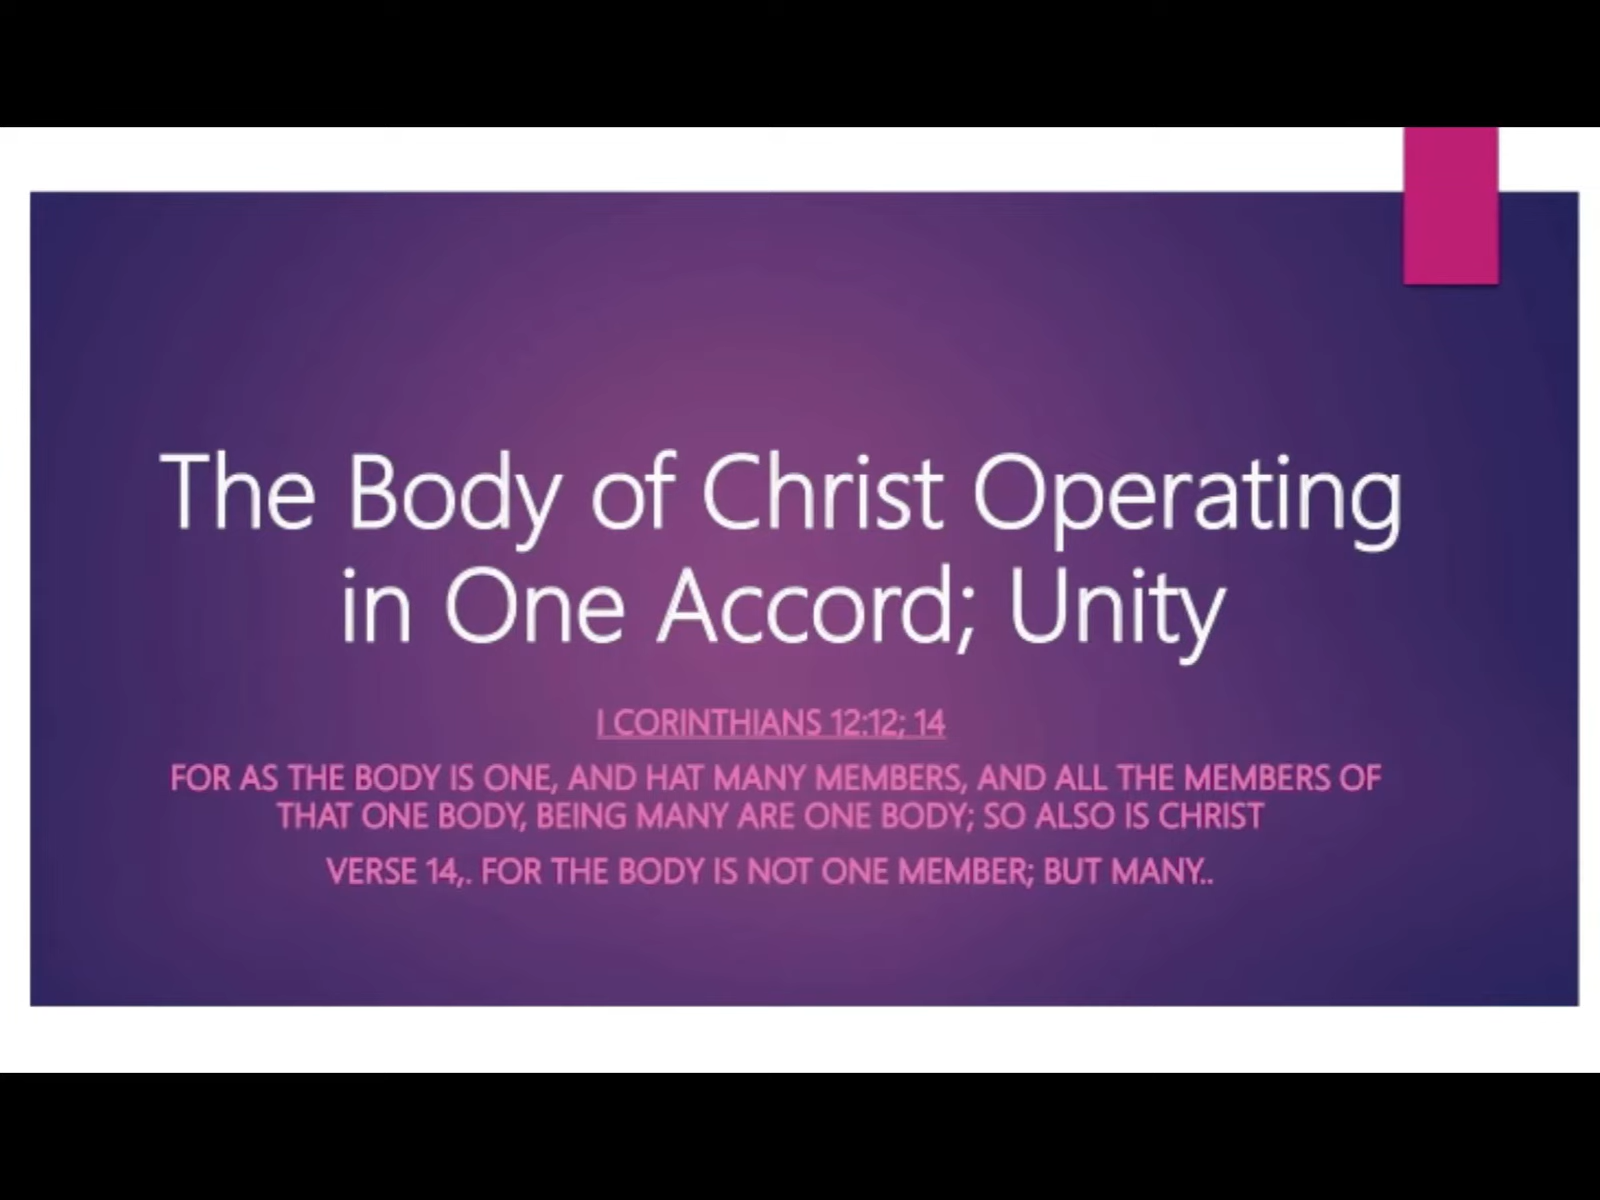 The Body of Christ Operating
in One Accord; Unity
I CORINTHIANS 12:12; 14
FOR AS THE BODY IS ONE, AND HAT MANY MEMBERS, AND ALL THE MEMBERS OF
THAT ONE BODY, BEING MANY ARE ONE BODY; SO ALSO IS CHRIST
VERSE 14,. FOR THE BODY IS NOT ONE MEMBER; BUT MANY..